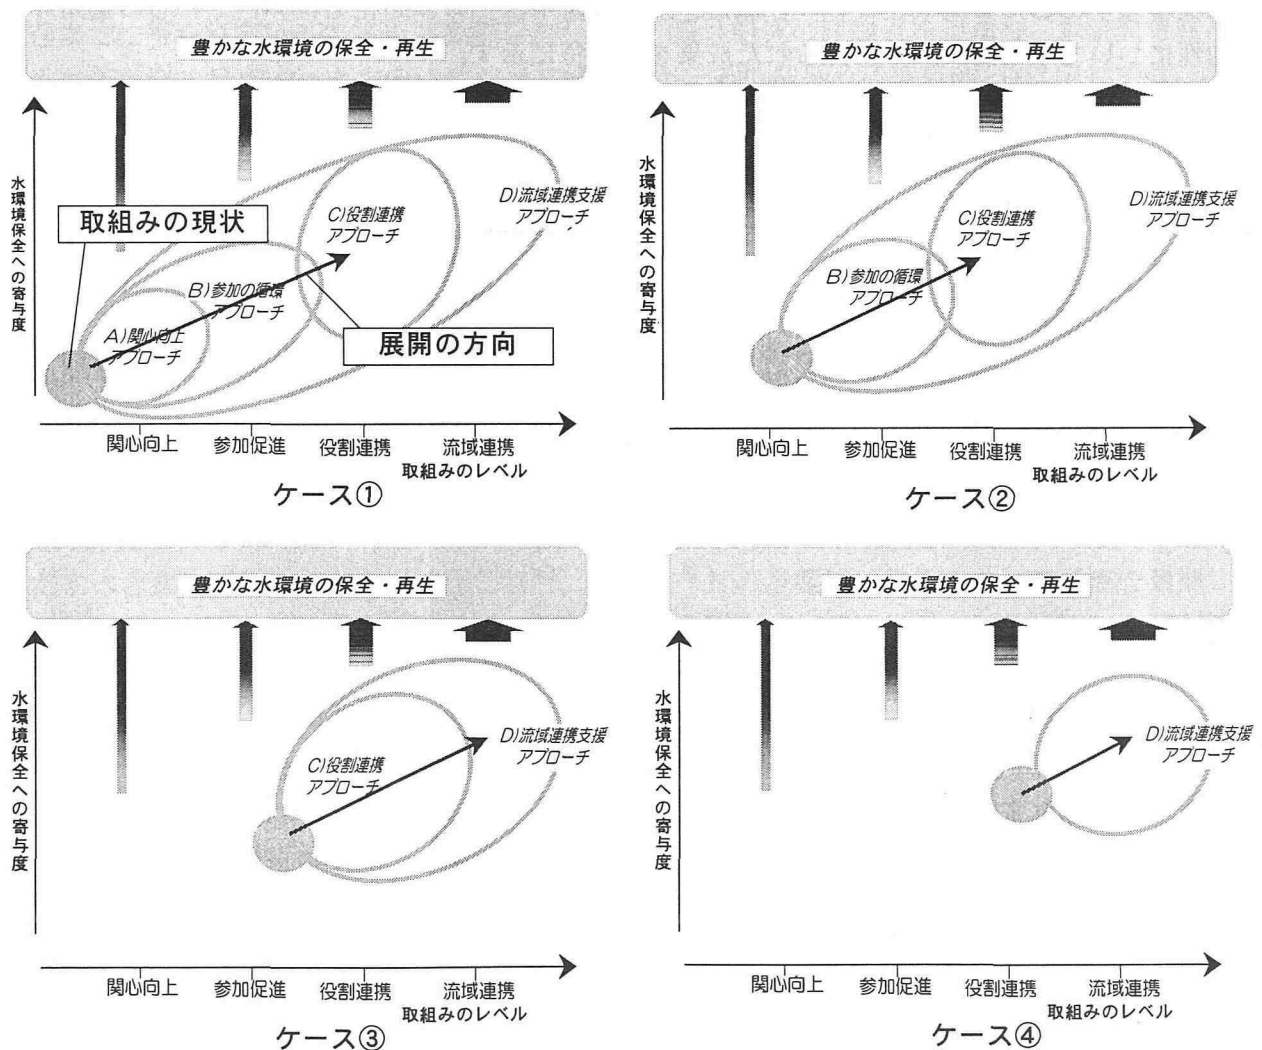 豊かな水環境の保全・再生
水環境保全への寄与度
取組みの現状
D)流域連携支援
アプローチ
C)役割連携
アプローチ
B)参加の循環
アプローチ
展開の方向
A)関心向上
アプローチ
関心向上
参加促進
役割連携
流域連携
取組みのレベル
ケース①
豊かな水環境の保全・再生
水環境保全への寄与度
D)流域連携支援
アプローチ
C)役割連携
アプローチ
B)参加の循環
アプローチ
関心向上
参加促進
役割連携
流域連携
取組みのレベル
ケース②
豊かな水環境の保全・再生
水環境保全への寄与度
D)流域連携支援
アプローチ
C)役割連携
アプローチ
関心向上
参加促進
役割連携
流域連携
取組みのレベル
ケース③
豊かな水環境の保全・再生
水環境保全への寄与度
D)流域連携支援
アプローチ
関心向上
参加促進
役割連携
流域連携
取組みのレベル
ケース④